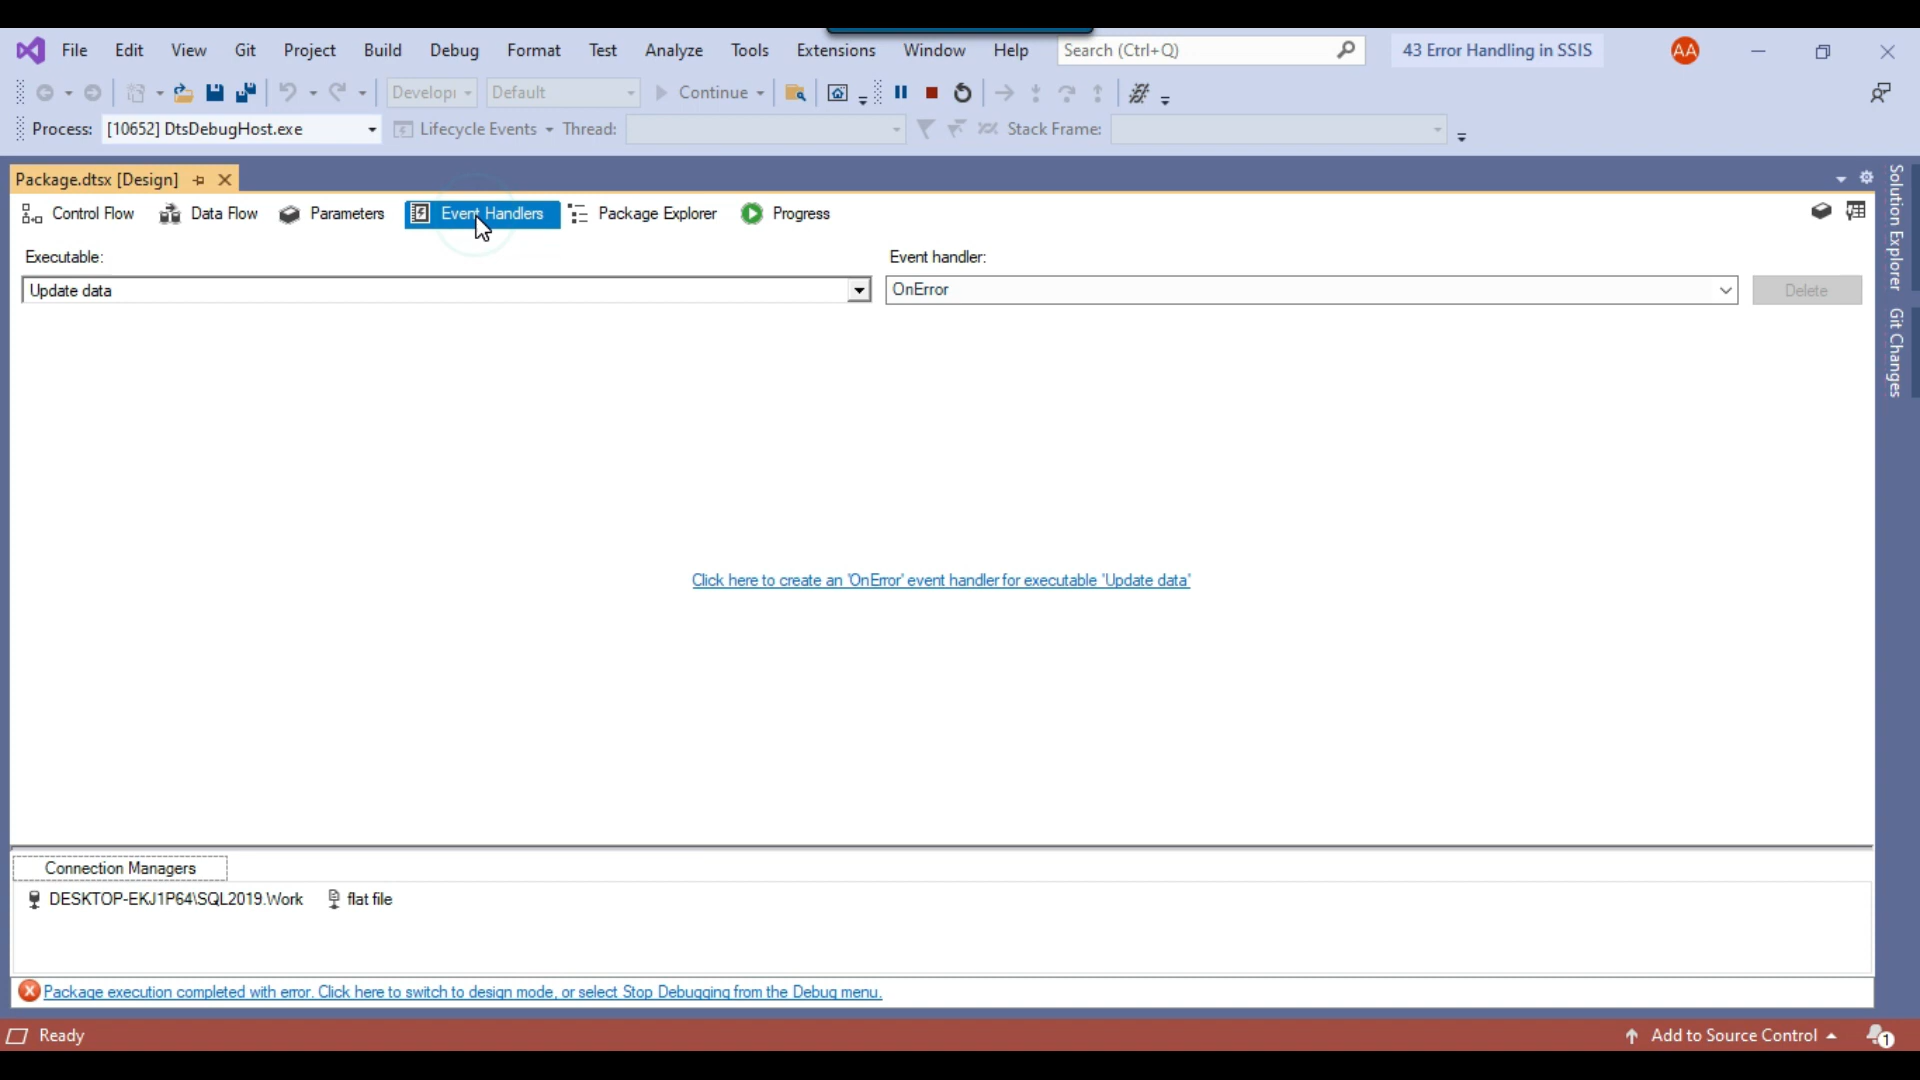 File Edit View Git Project Build Debug Format Test Analyze Tools Extensions Window Help Search (Ctrl+Q) 43 Error Handling in SSIS AA
Developr Default Continue
Process: [10652] DtsDebugHost.exe Lifecycle Events Thread: Stack Frame:
Package.dtsx [Design]
Control Flow Data Flow Parameters Event Handlers Package Explorer Progress
Executable: Event handler:
Update data OnError Delete
Click here to create an 'OnError' event handler for executable 'Update data'
Connection Managers
DESKTOP-EKJ1P64\SQL2019.Work flat file
Package execution completed with error. Click here to switch to design mode, or select Stop Debugging from the Debug menu.
Ready Add to Source Control 1
Solution Explorer
Git Changes